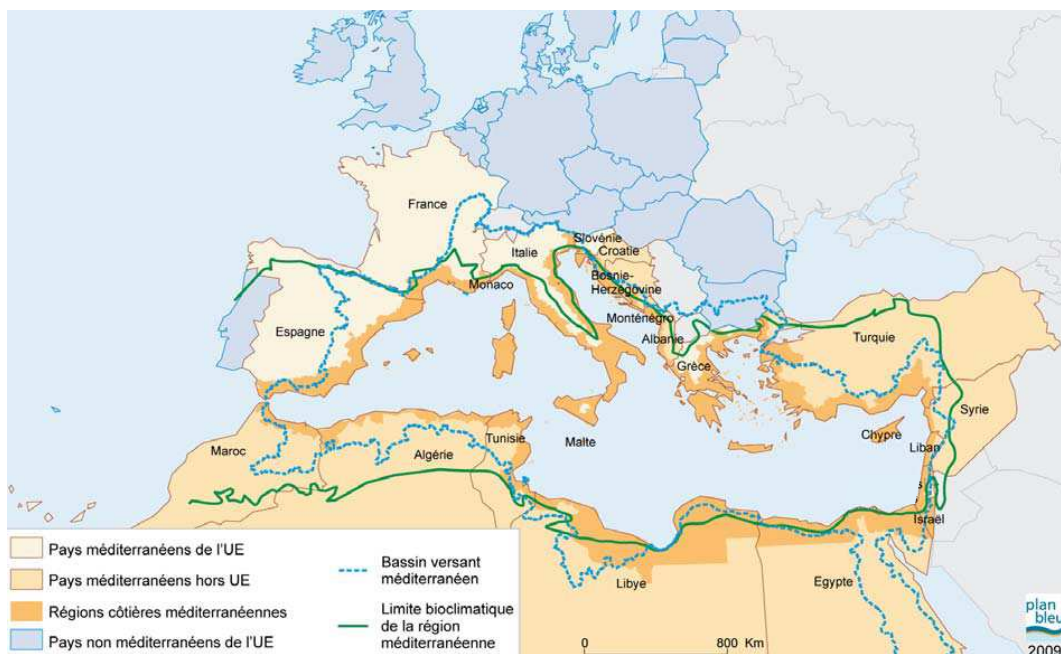 France
Slovénie
Italie
Croatie
Bosnie-
Herzégovine
Monaco
Monténégro
Espagne
Albanie
Turquie
Grèce
Syrie
Tunisie
Chypre
Maroc
Algérie
Malte
Liban
Israël
Libye
Egypte
Pays méditerranéens de l'UE
Pays méditerranéens hors UE
Régions côtières méditerranéennes
Pays non méditerranéens de l'UE
Bassin versant
méditerranéen
Limite bioclimatique
de la région
méditerranéenne
0 800 Km
plan
bleu
2009